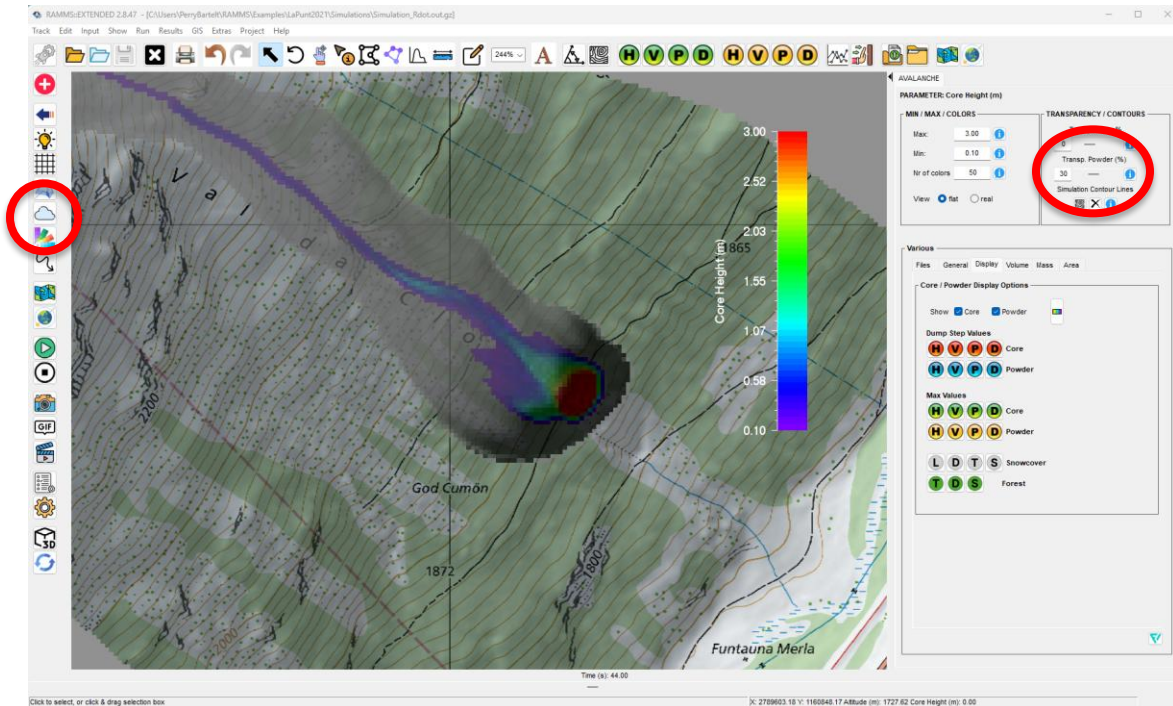 RAMMS::EXTENDED 2.8.47 - [C:\Users\PerryBartelt\RAMMS\Examples\LaPunt2021\Simulations\Simulation_Rdot.out.gz]
Track Edit Input Show Run Results GIS Extras Project Help
244% A H V P D H V P D
AVALANCHE
PARAMETER: Core Height (m)
MIN / MAX / COLORS
Max: 3.00
Min: 0.10
Nr of colors 50
View flat real
TRANSPARENCY / CONTOURS
0
Transp. Powder (%)
30
Simulation Contour Lines
Various
Files General Display Volume Mass Area
Core / Powder Display Options
Show Core Powder
Dump Step Values
H V P D Core
H V P D Powder
Max Values
H V P D Core
H V P D Powder
L D T S Snowcover
T D S Forest
GIF
3D
Core Height (m)
3.00
2.52
2.03
1.55
1.07
0.58
0.10
V a l d a C
1865
2200
God Cumön
1872
1800
2000
Funtauna Merla
Time (s): 44.00
Click to select, or click & drag selection box
X: 2789603.18 Y: 1160848.17 Altitude (m): 1727.62 Core Height (m): 0.00